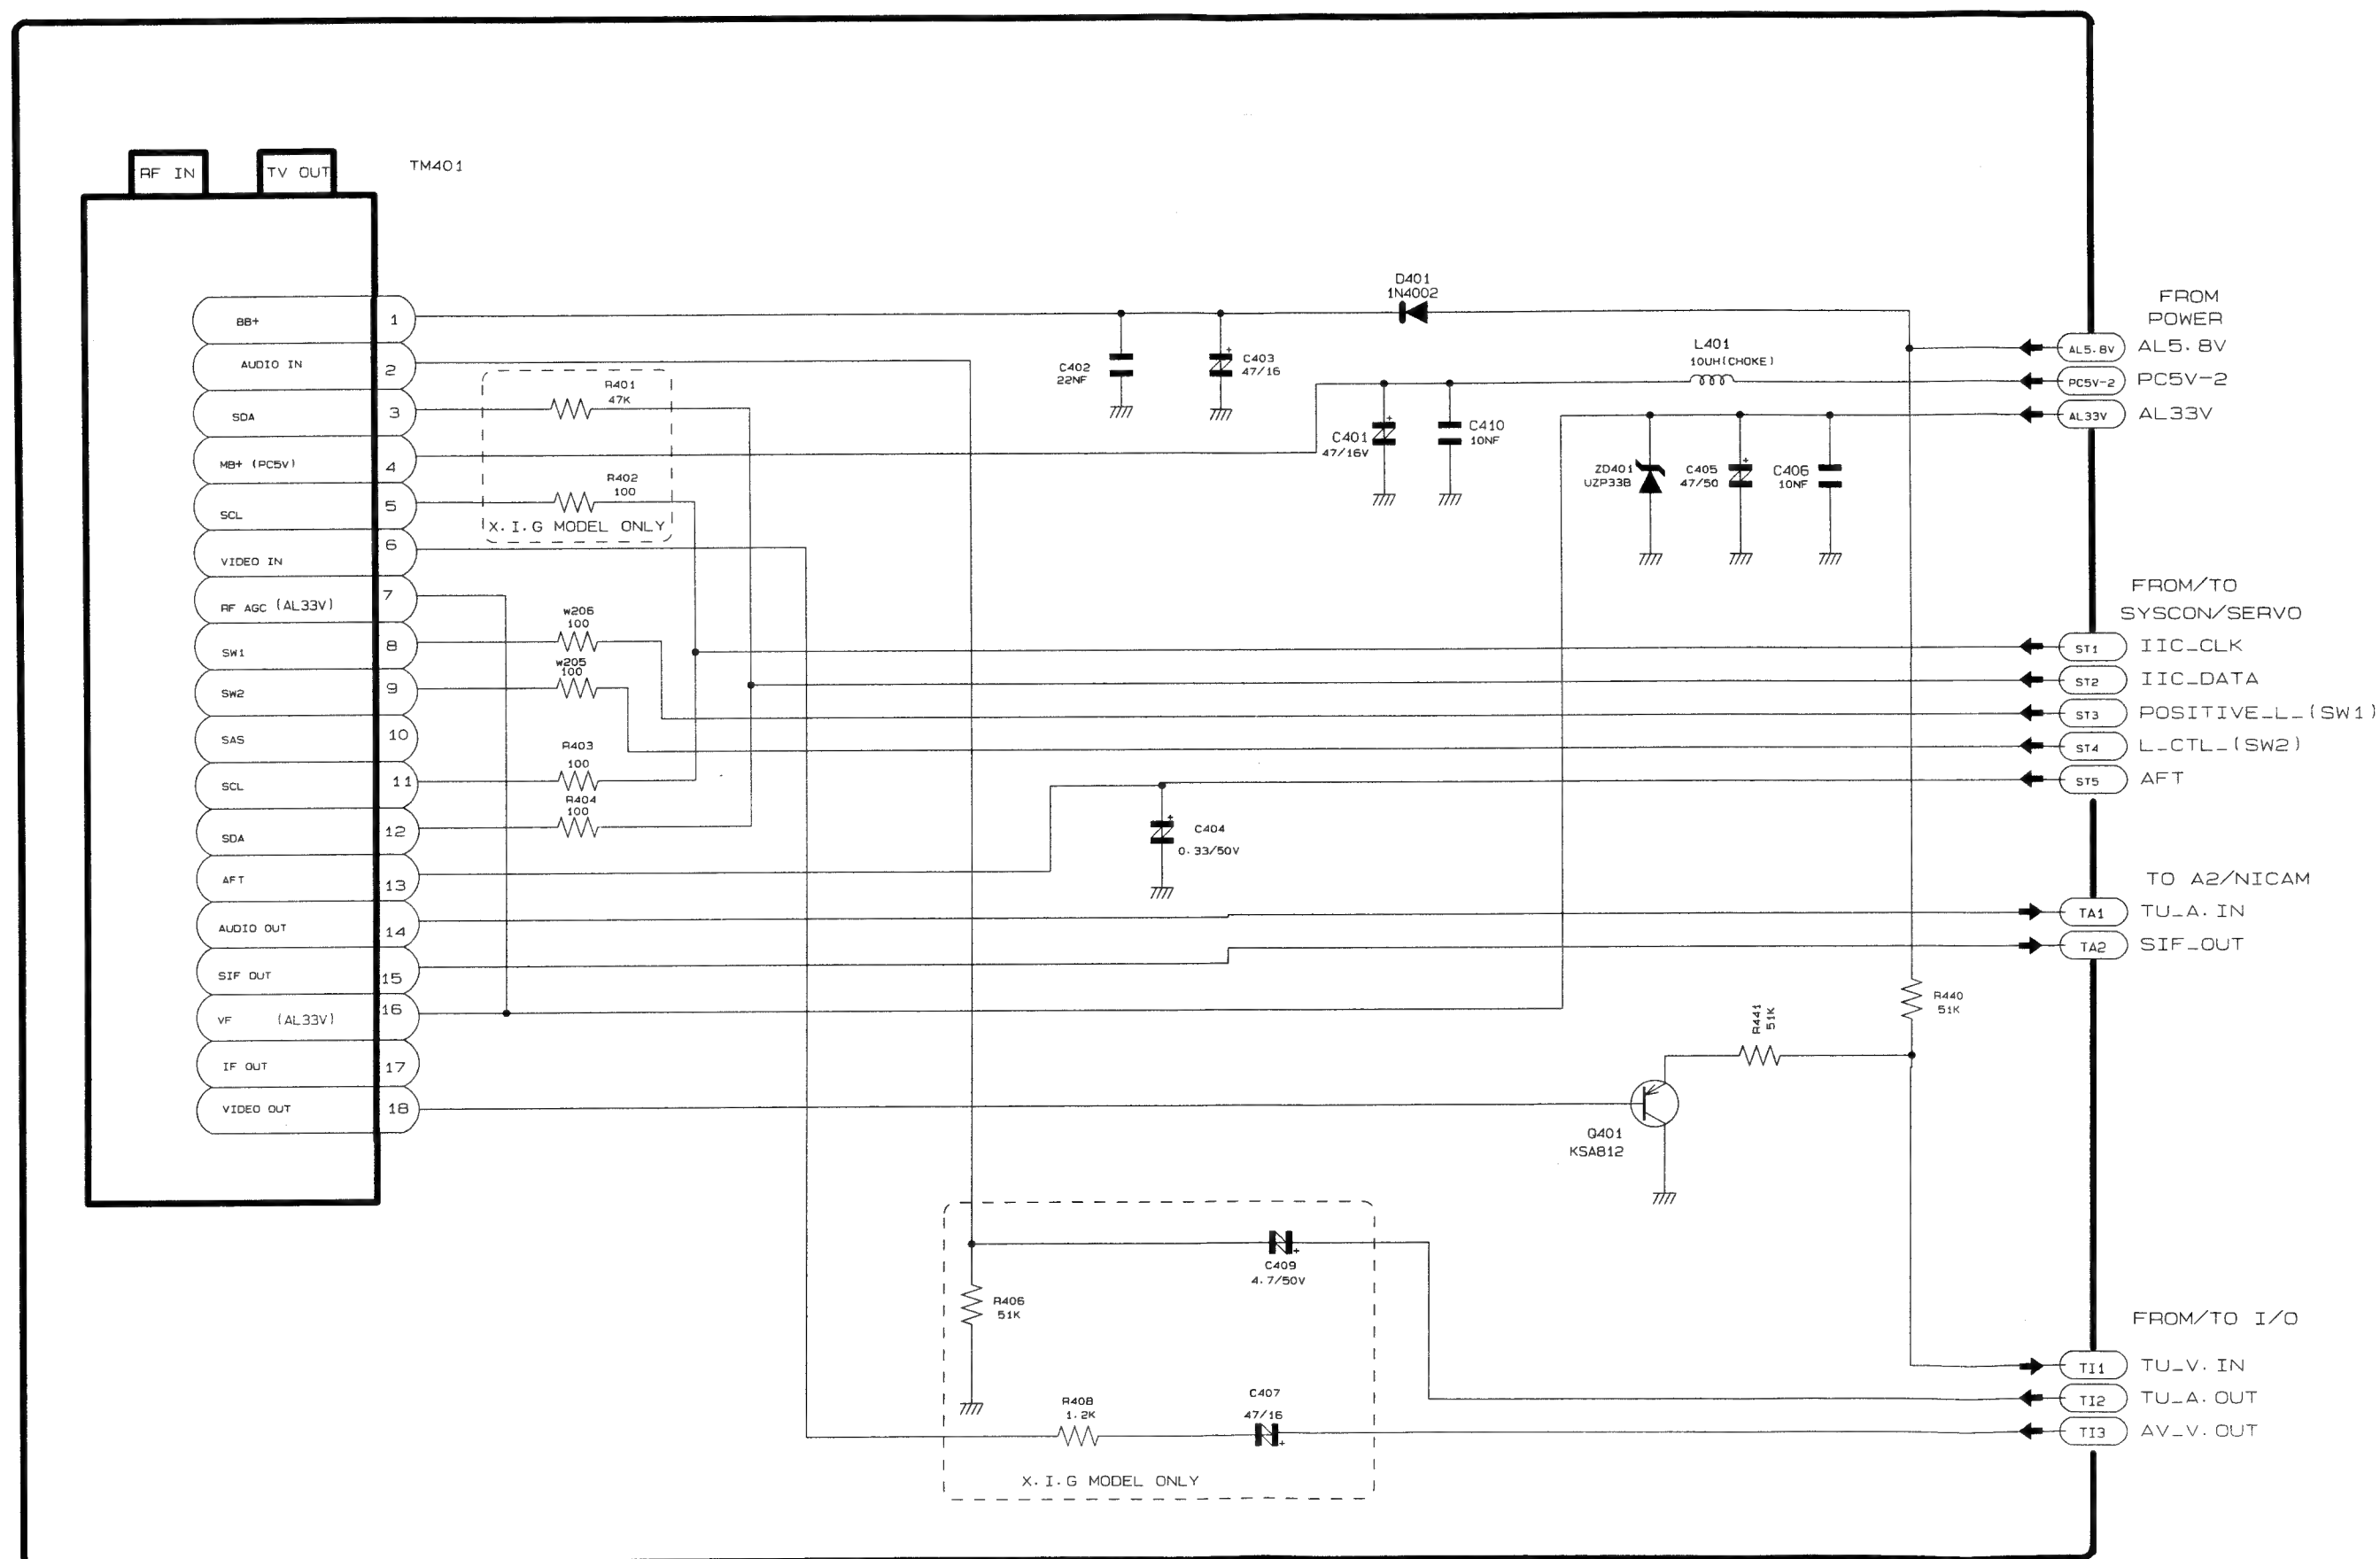 RF IN
TV OUT
TM401
BB+
1
AUDIO IN
2
SDA
3
MB+ (PC5V)
4
SCL
5
VIDEO IN
6
RF AGC (AL33V)
7
SW1
8
SW2
9
SAS
10
SCL
11
SDA
12
AFT
13
AUDIO OUT
14
SIF OUT
15
VF (AL33V)
16
IF OUT
17
VIDEO OUT
18
R401
47K
R402
100
X.I.G MODEL ONLY
W206
100
W205
100
R403
100
R404
100
C402
22NF
C403
47/16
+
D401
1N4002
L401
10UH(CHOKE)
C401
47/16V
+
C410
10NF
ZD401
UZP33B
C405
47/50
+
C406
10NF
C404
0.33/50V
+
R441
51K
R440
51K
Q401
KSA812
C409
4.7/50V
+
R406
51K
R408
1.2K
C407
47/16
+
X.I.G MODEL ONLY
FROM
POWER
AL5.8V AL5.8V
PC5V-2 PC5V-2
AL33V AL33V
FROM/TO
SYSCON/SERVO
ST1 IIC_CLK
ST2 IIC_DATA
ST3 POSITIVE_L_(SW1)
ST4 L_CTL_(SW2)
ST5 AFT
TO A2/NICAM
TA1 TU_A.IN
TA2 SIF_OUT
FROM/TO I/O
TI1 TU_V.IN
TI2 TU_A.OUT
TI3 AV_V.OUT